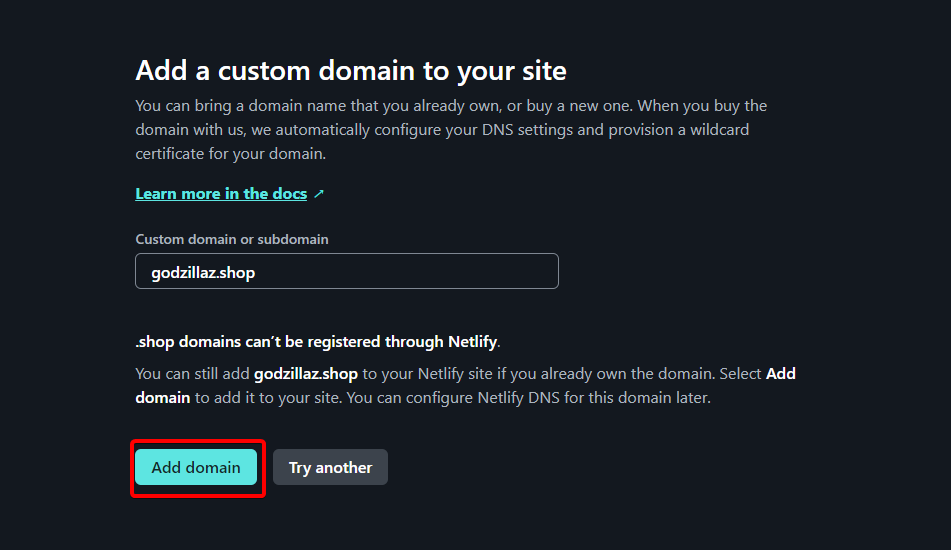 Add a custom domain to your site
You can bring a domain name that you already own, or buy a new one. When you buy the
domain with us, we automatically configure your DNS settings and provision a wildcard
certificate for your domain.
Learn more in the docs ↗
Custom domain or subdomain
godzillaz.shop
.shop domains can’t be registered through Netlify.
You can still add godzillaz.shop to your Netlify site if you already own the domain. Select Add
domain to add it to your site. You can configure Netlify DNS for this domain later.
Add domain Try another